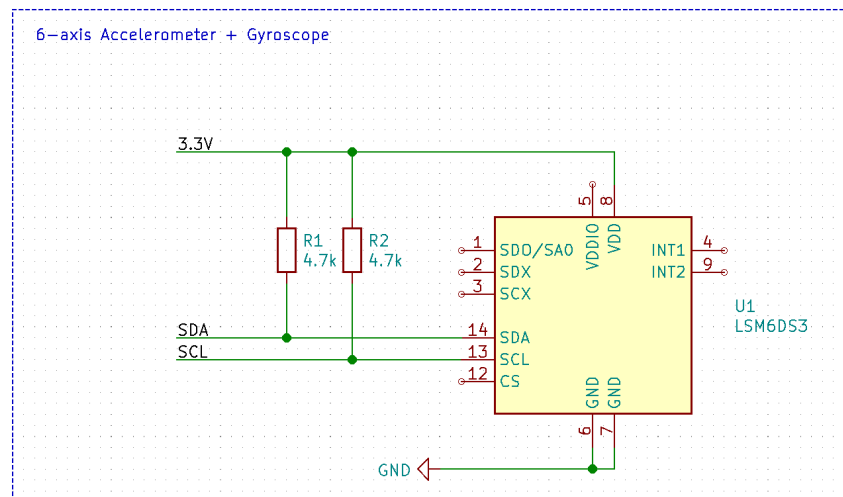 6-axis Accelerometer + Gyroscope
3.3V
5
8
R1
4.7k
R2
4.7k
1
SDO/SA0
VDDIO
VDD
INT1
4
2
SDX
INT2
9
3
SCX
U1
LSM6DS3
SDA
14
SDA
SCL
13
SCL
12
CS
GND
GND
6
7
GND